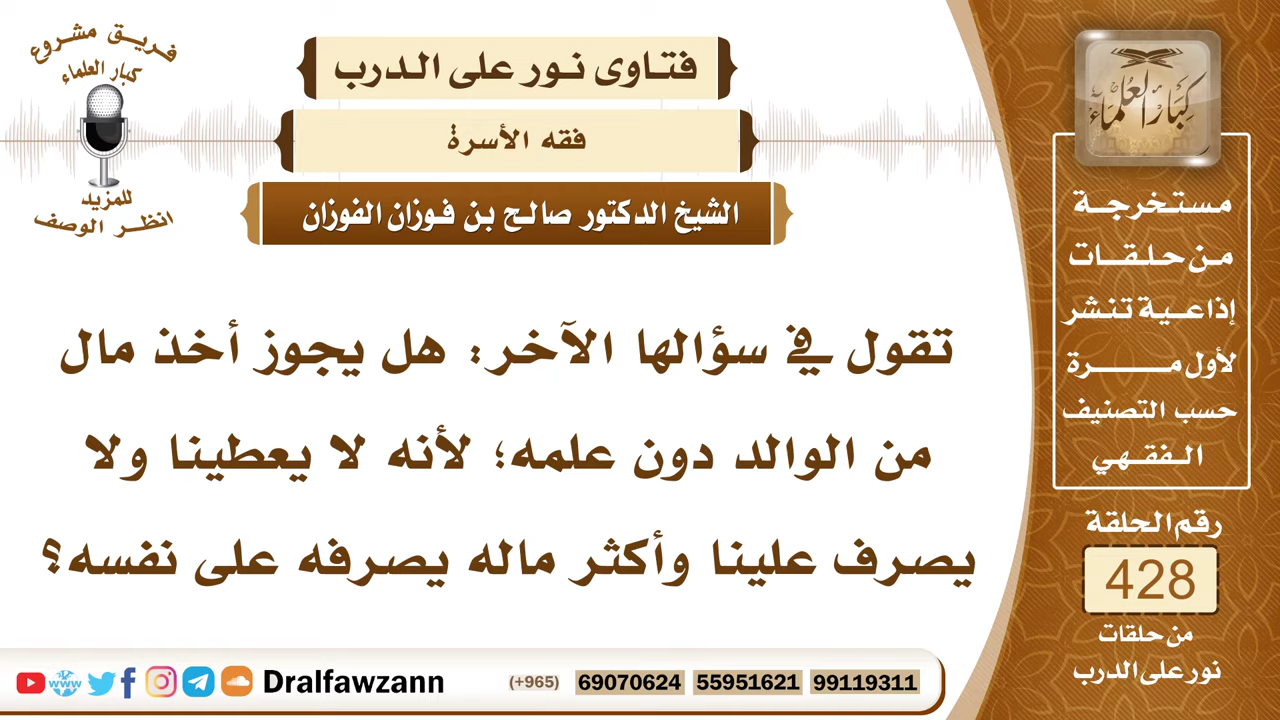 فريق مشروع
كبار العلماء
للمزيد
انظر الوصف
فتاوى نور على الدرب
فقه الأسرة
الشيخ الدكتور صالح بن فوزان الفوزان
تقول في سؤالها الآخر: هل يجوز أخذ مال
من الوالد دون علمه؛ لأنه لا يعطينا ولا
يصرف علينا وأكثر ماله يصرفه على نفسه؟
كبار العلماء
مستخرجة
من حلقات
إذاعية تنشر
لأول مرة
حسب التصنيف
الفقهي
رقم الحلقة
428
من حلقات
نور على الدرب
www
Dralfawzann (+965) 69070624 55951621 99119311